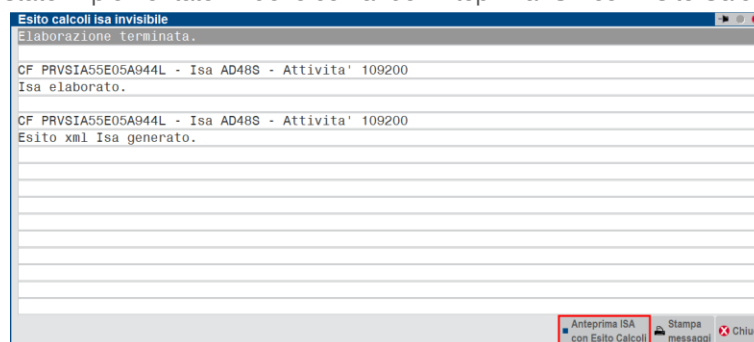 Esito calcoli isa invisibile
Elaborazione terminata.
CF PRVSIA55E05A944L - Isa AD48S - Attivita' 109200
Isa elaborato.
CF PRVSIA55E05A944L - Isa AD48S - Attivita' 109200
Esito xml Isa generato.
Anteprima ISA
con Esito Calcoli
Stampa
messaggi